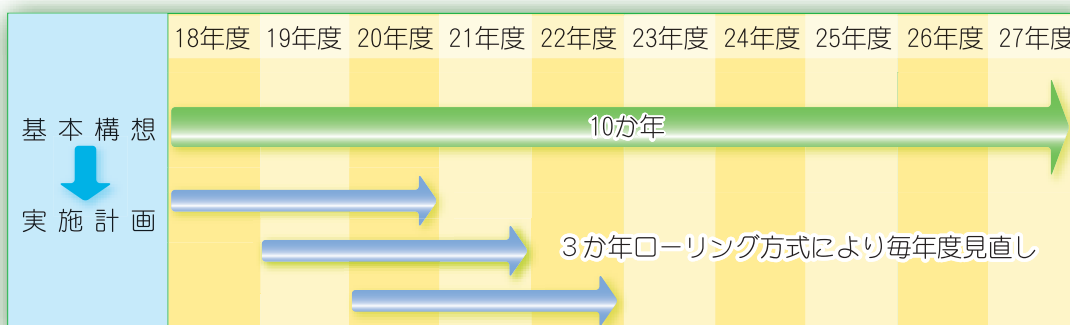 18年度 19年度 20年度 21年度 22年度 23年度 24年度 25年度 26年度 27年度
基本構想
10か年
実施計画
3か年ローリング方式により毎年度見直し